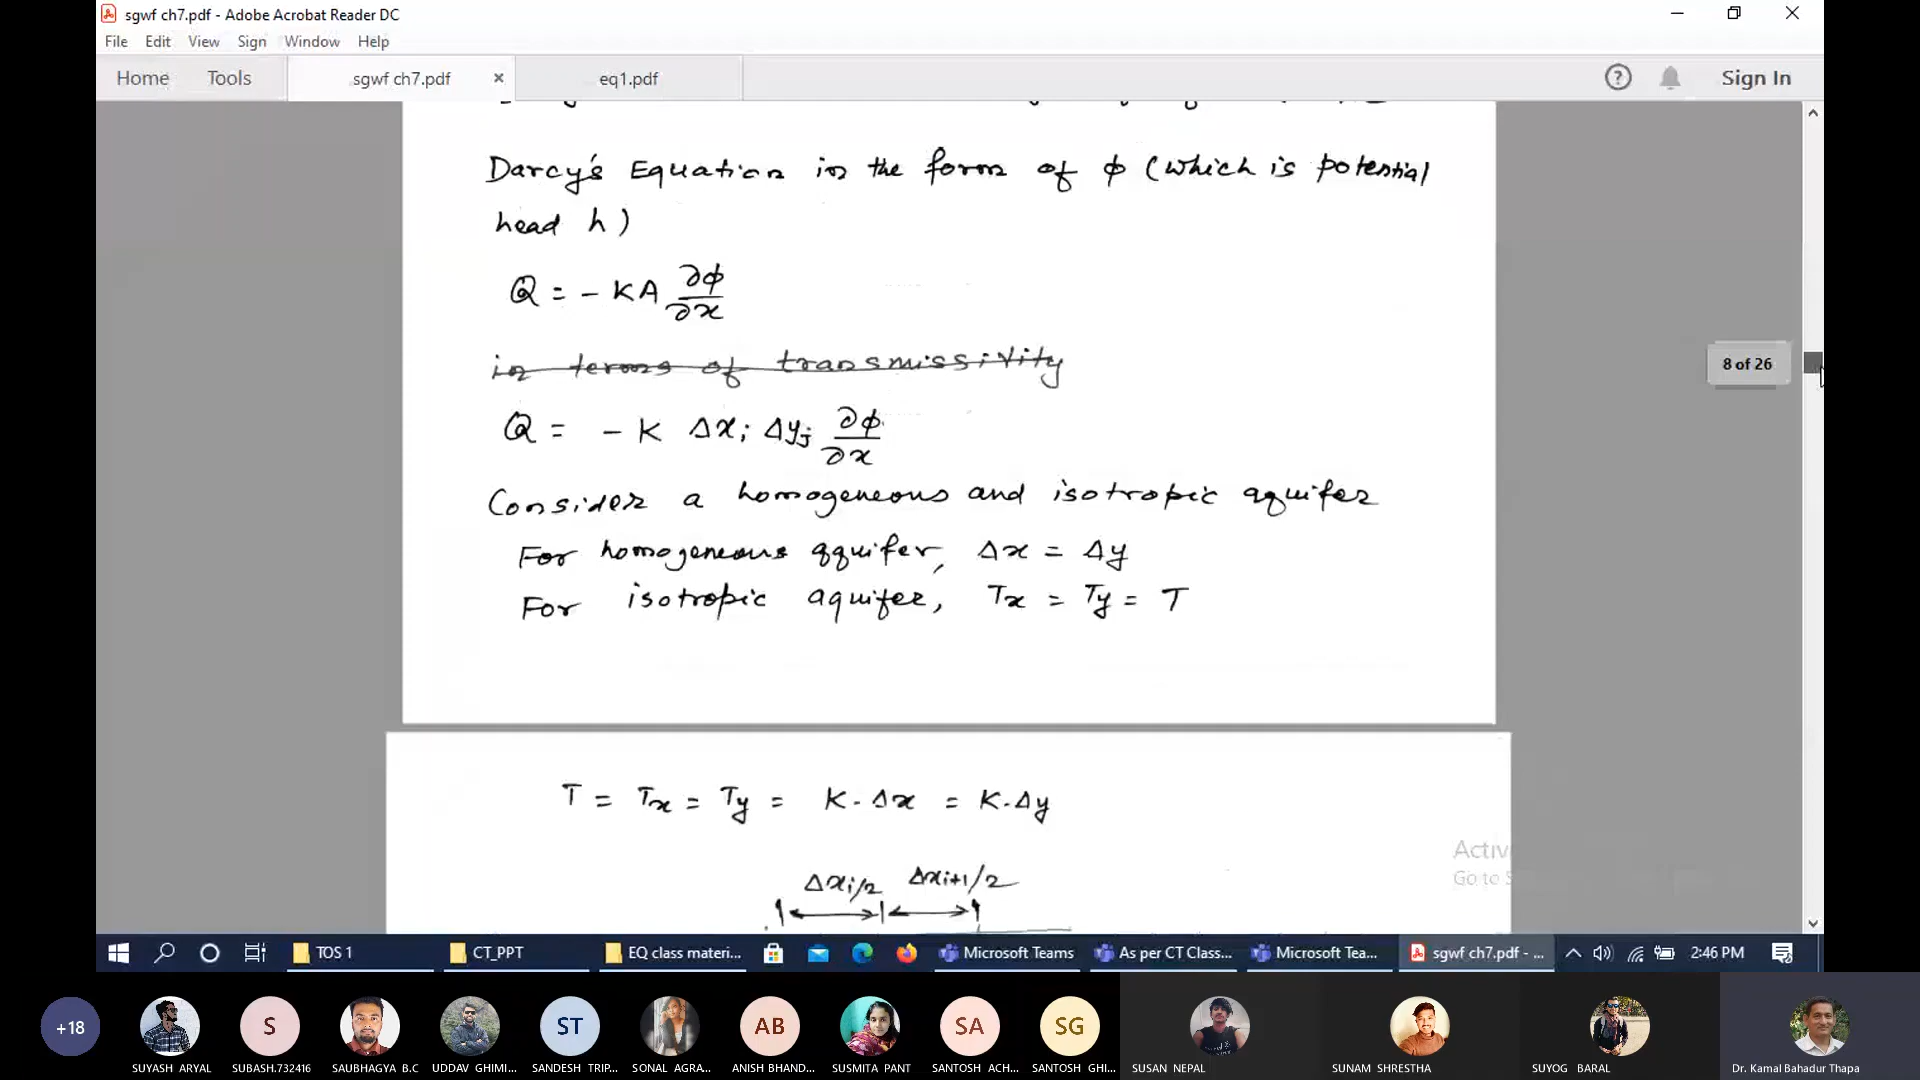 sgwf ch7.pdf - Adobe Acrobat Reader DC
File Edit View Sign Window Help
Home Tools sgwf ch7.pdf × eq1.pdf Sign In
Darcy's Equation in the form of ϕ (which is potential
head h)
Q = - KA ∂ϕ/∂x
in terms of transmissivity
Q = - K Δxi Δyj ∂ϕ/∂x
Consider a homogeneous and isotropic aquifer
For homogeneous aquifer, Δx = Δy
For isotropic aquifer, Tx = Ty = T
8 of 26
T = Tx = Ty = K . Δx = K . Δy
Δxi/2 Δxi+1/2
Activ
Go to S
TOS 1 CT_PPT EQ class materi... Microsoft Teams As per CT Class... Microsoft Tea... sgwf ch7.pdf - ... 2:46 PM
+18 S ST AB SA SG
SUYASH ARYAL SUBASH.732416 SAUBHAGYA B.C UDDAV GHIMI... SANDESH TRIP... SONAL AGRA... ANISH BHAND... SUSMITA PANT SANTOSH ACH... SANTOSH GHI... SUSAN NEPAL SUNAM SHRESTHA SUYOG BARAL Dr. Kamal Bahadur Thapa